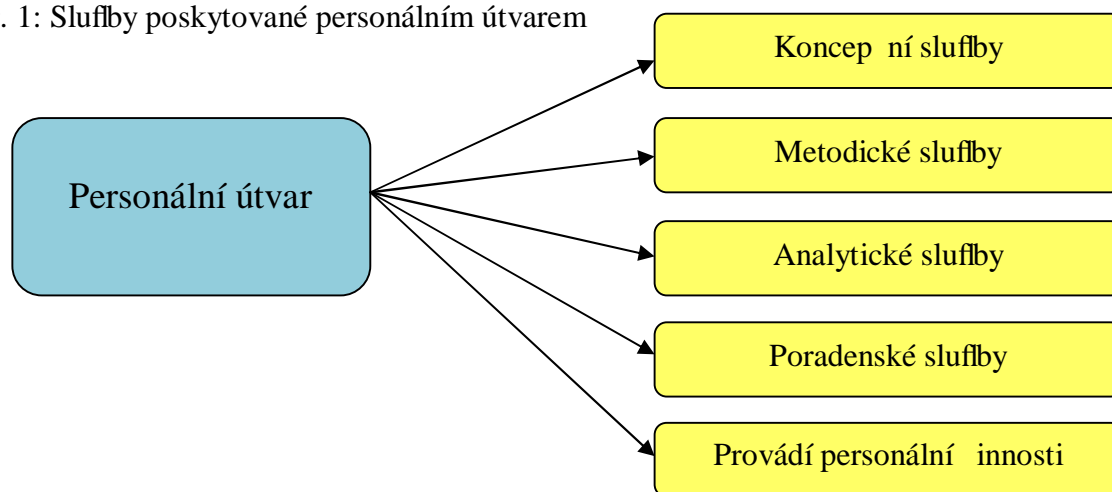 . 1: Sluflby poskytované personálním útvarem
Personální útvar
Koncep ní sluflby
Metodické sluflby
Analytické sluflby
Poradenské sluflby
Provádí personální innosti